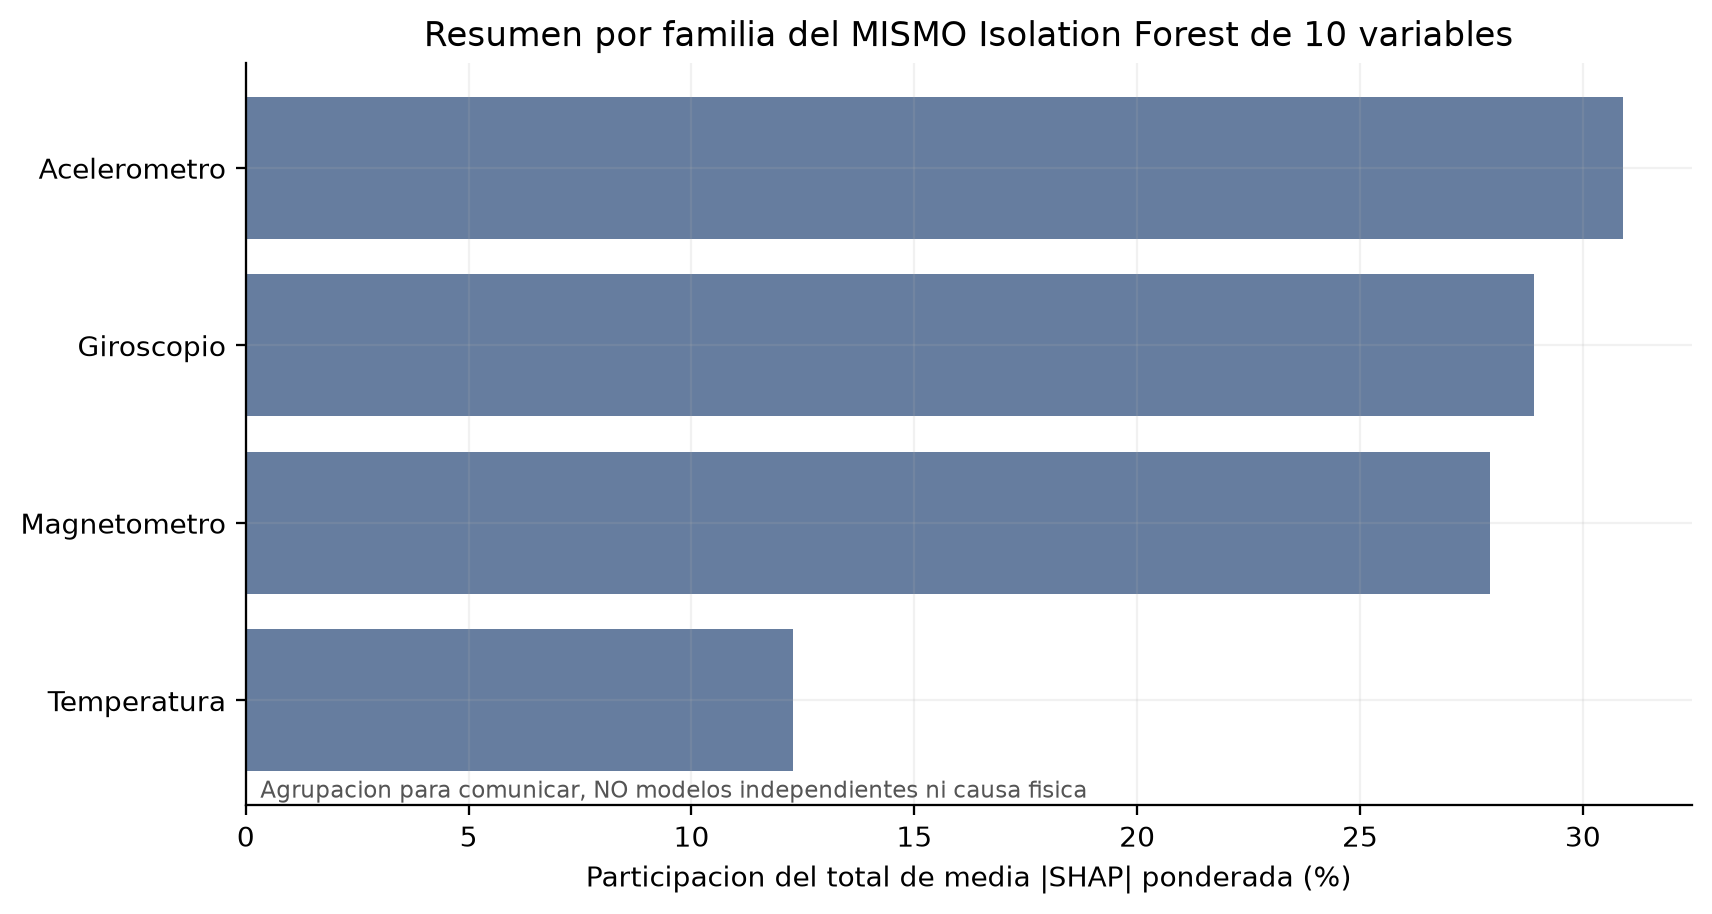 Resumen por familia del MISMO Isolation Forest de 10 variables
Acelerometro
Giroscopio
Magnetometro
Temperatura
Agrupacion para comunicar, NO modelos independientes ni causa fisica
0 5 10 15 20 25 30
Participacion del total de media |SHAP| ponderada (%)